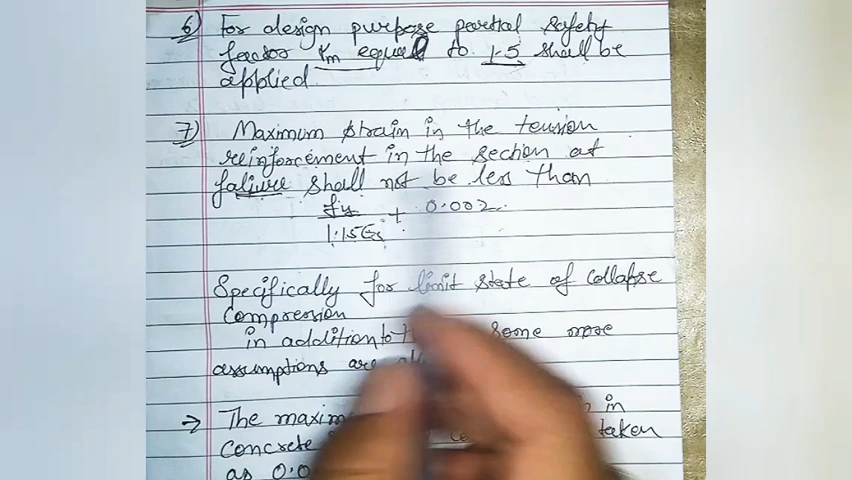 6) For design purpose partial safety
factor γm equal to 1.5 shall be
applied
7) Maximum strain in the tension
reinforcement in the section at
faliure shall not be less than
fy/1.15Es + 0.002
Specifically for limit state of collapse
compression
in addition to some more
assumptions are
→ The maxim in
concrete taken
as 0.0